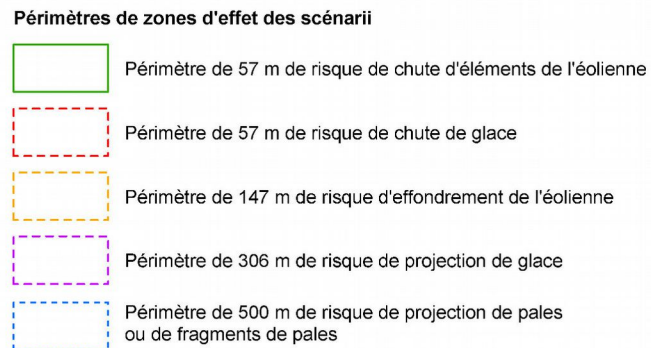 Périmètres de zones d'effet des scénarii
Périmètre de 57 m de risque de chute d'éléments de l'éolienne
Périmètre de 57 m de risque de chute de glace
Périmètre de 147 m de risque d'effondrement de l'éolienne
Périmètre de 306 m de risque de projection de glace
Périmètre de 500 m de risque de projection de pales
ou de fragments de pales